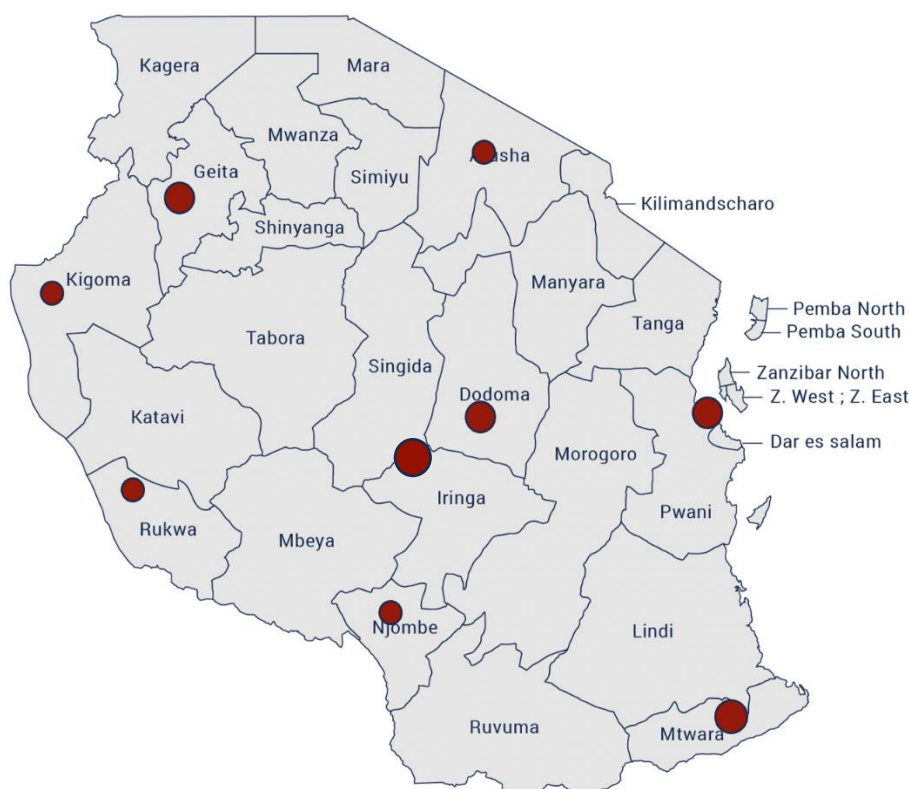 Kagera
Mara
Mwanza
Arusha
Geita
Simiyu
Kilimandscharo
Shinyanga
Kigoma
Manyara
Pemba North
Tanga
Pemba South
Tabora
Singida
Zanzibar North
Dodoma
Z. West ; Z. East
Katavi
Dar es salam
Morogoro
Iringa
Pwani
Rukwa
Mbeya
Njombe
Lindi
Ruvuma
Mtwara